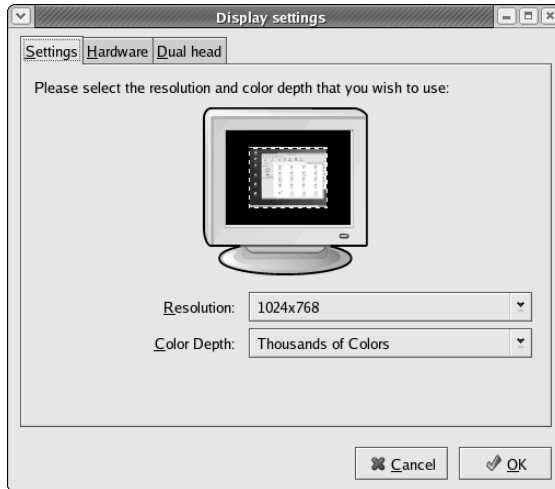 Display settings
Settings Hardware Dual head
Please select the resolution and color depth that you wish to use:
Resolution: 1024x768
Color Depth: Thousands of Colors
Cancel OK